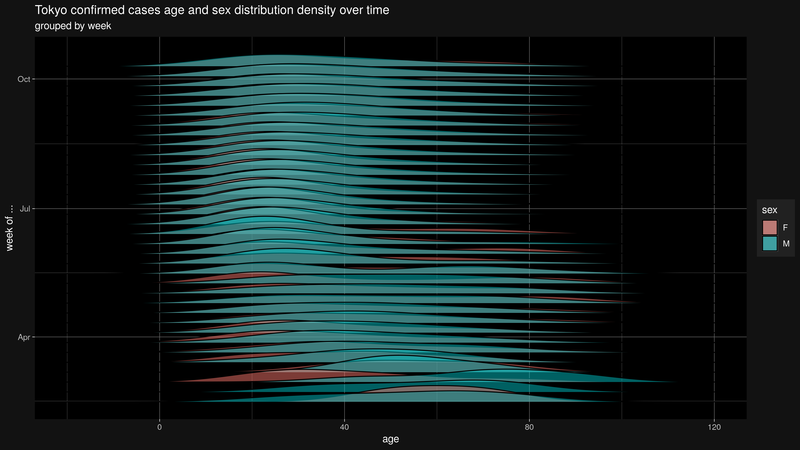 Tokyo confirmed cases age and sex distribution density over time
grouped by week
Oct
Jul
Apr
week of ...
0 40 80 120
age
sex
F
M